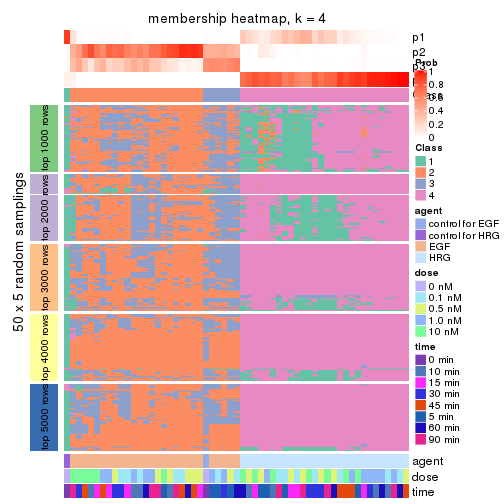 membership heatmap, k = 4
p1
p2
p3
Prob
1
0.8
0.6
0.4
0.2
0
Class
1
2
3
4
agent
control for EGF
control for HRG
EGF
HRG
dose
0 nM
0.1 nM
0.5 nM
1.0 nM
10 nM
time
0 min
10 min
15 min
30 min
45 min
5 min
60 min
90 min
50 x 5 random samplings
top 1000 rows
rows
top 2000 rows
top 3000 rows
top 4000 rows
top 5000 rows
agent
dose
time